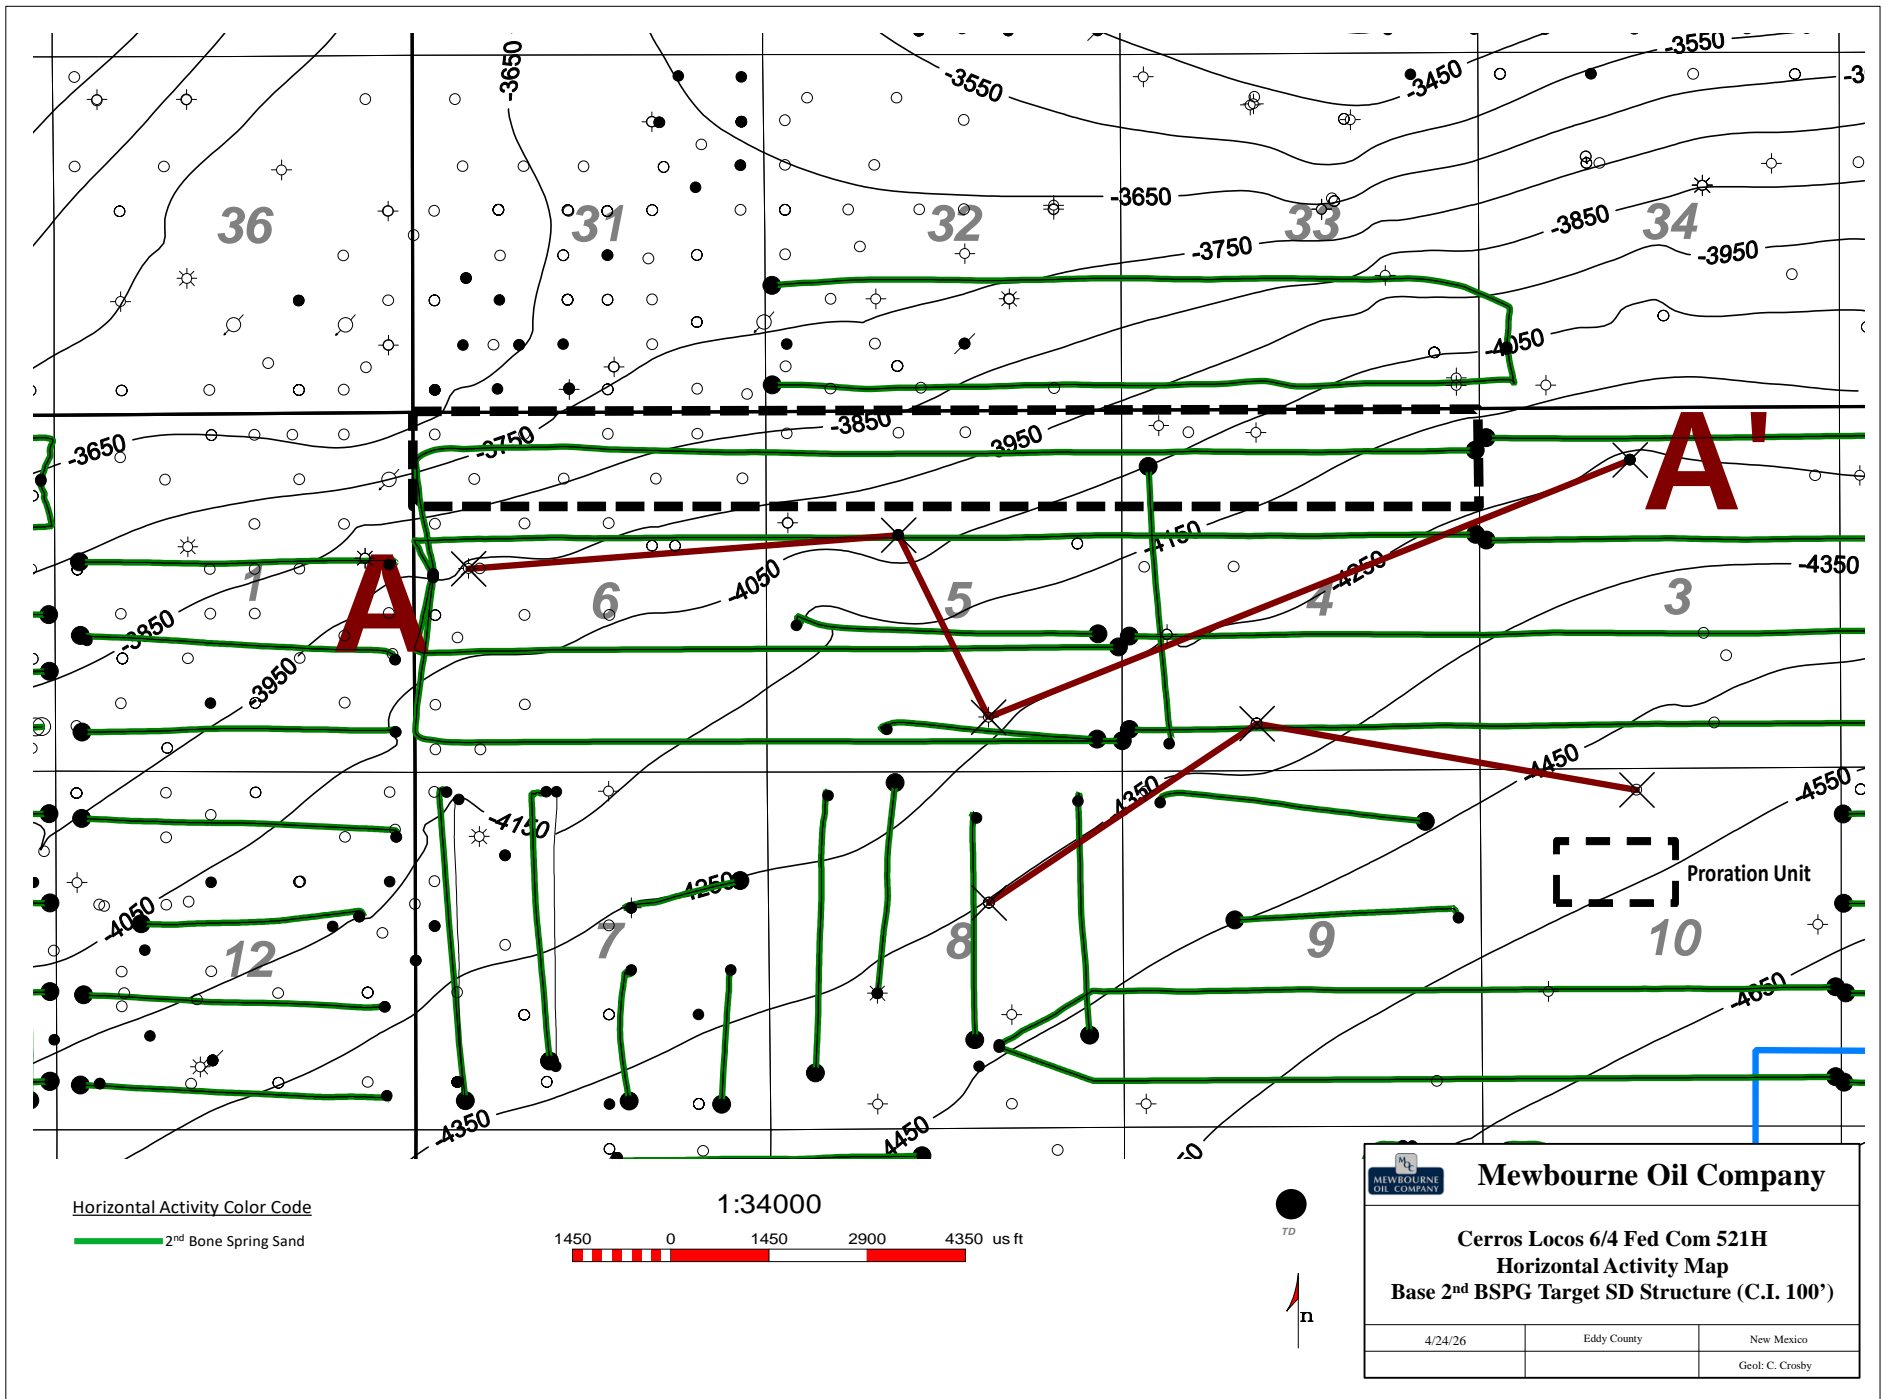 -3650
-3550
-3450
-3550
-3
-3650
-3750
-3850
-3950
36
31
32
33
34
-4050
-3650
-3750
-3850
-3950
A'
-4150
-4250
-4350
-4050
1
A
6
5
4
3
-3850
-3950
-4150
-4350
-4450
-4550
Proration Unit
-4050
4250
12
7
8
9
10
-4650
-4350
4450
50
Horizontal Activity Color Code
2nd Bone Spring Sand
1:34000
1450 0 1450 2900 4350 us ft
TD
n
MOC
MEWBOURNE
OIL COMPANY
Mewbourne Oil Company
Cerros Locos 6/4 Fed Com 521H
Horizontal Activity Map
Base 2nd BSPG Target SD Structure (C.I. 100’)
4/24/26 Eddy County New Mexico
Geol: C. Crosby